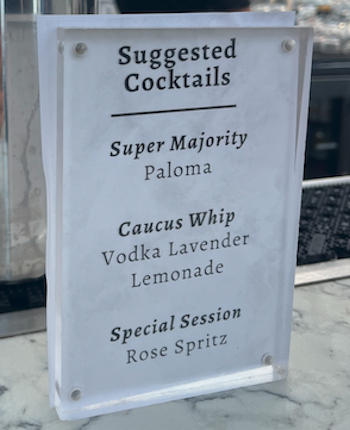 Suggested
Cocktails
Super Majority
Paloma
Caucus Whip
Vodka Lavender
Lemonade
Special Session
Rose Spritz